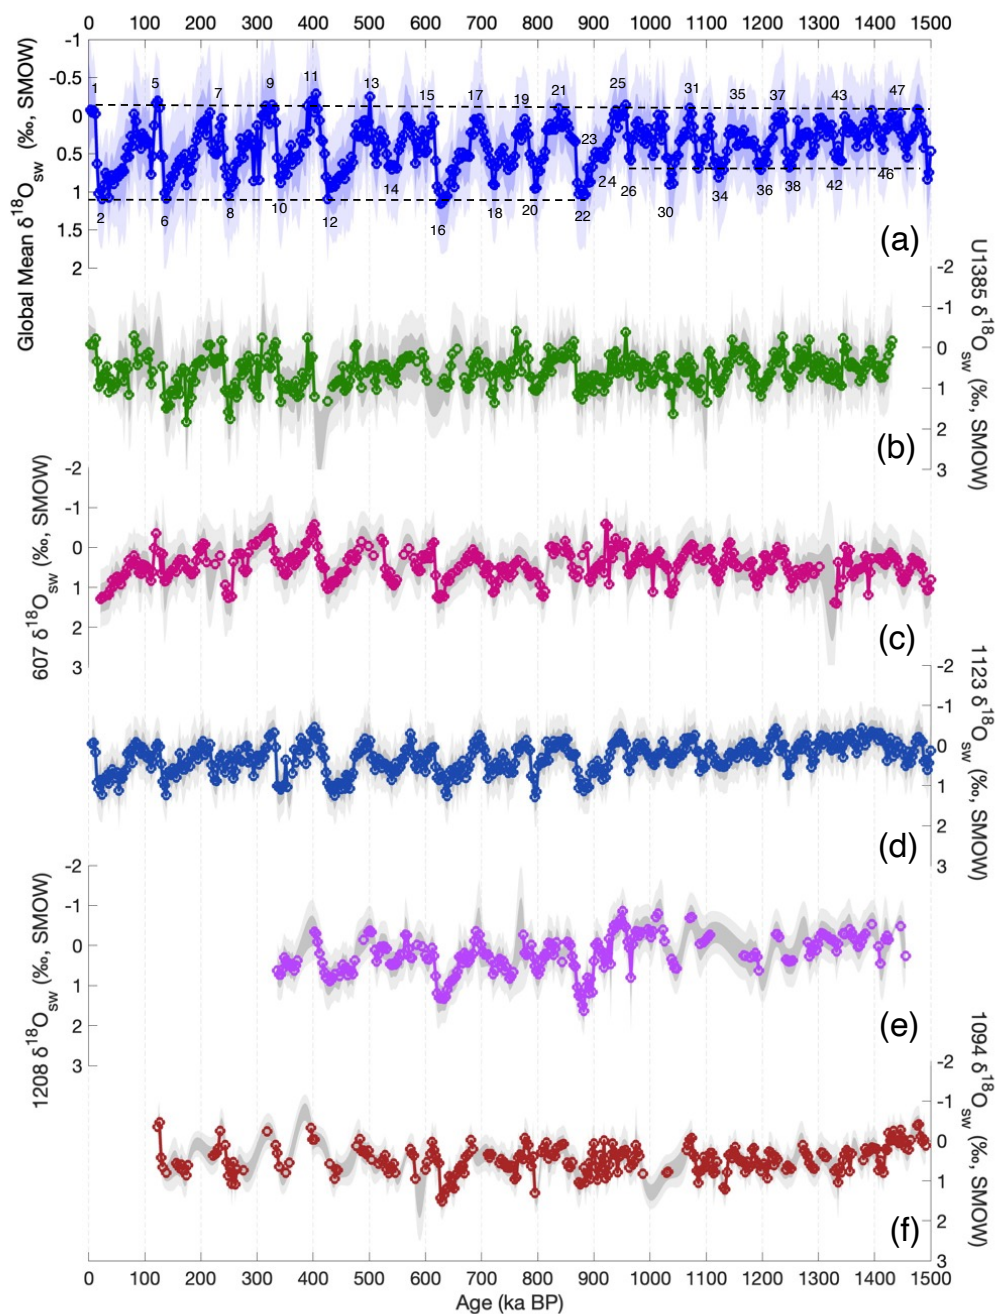 0 100 200 300 400 500 600 700 800 900 1000 1100 1200 1300 1400 1500
Global Mean δ¹⁸O_sw (‰, SMOW)
-1
-0.5
0
0.5
1
1.5
2
1 5 7 9 11 13 15 17 19 21 23 25 31 35 37 43 47
2 6 8 10 12 14 16 18 20 22 24 26 30 34 36 38 42 46
(a)
U1385 δ¹⁸O_sw (‰, SMOW)
-2
-1
0
1
2
3
(b)
607 δ¹⁸O_sw (‰, SMOW)
-2
-1
0
1
2
3
(c)
1123 δ¹⁸O_sw (‰, SMOW)
-2
-1
0
1
2
3
(d)
1208 δ¹⁸O_sw (‰, SMOW)
-2
-1
0
1
2
3
(e)
1094 δ¹⁸O_sw (‰, SMOW)
-2
-1
0
1
2
3
(f)
0 100 200 300 400 500 600 700 800 900 1000 1100 1200 1300 1400 1500
Age (ka BP)